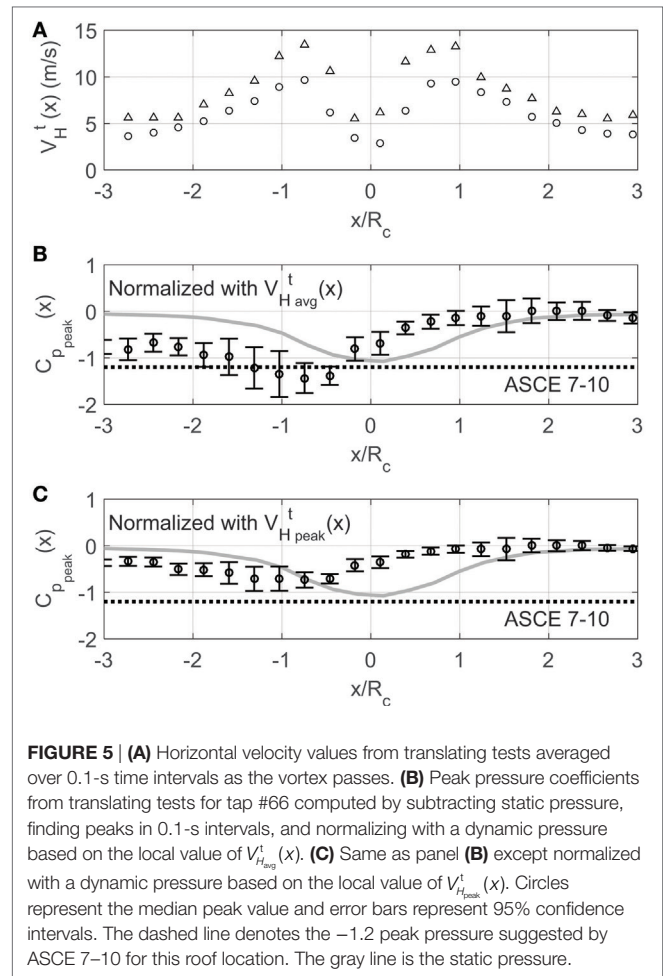 A
V_H^t(x) (m/s)
15
10
5
0
-3 -2 -1 0 1 2 3
x/R_c
B
C_p_peak (x)
1
0
-1
-2
Normalized with V_H avg^t(x)
ASCE 7-10
-3 -2 -1 0 1 2 3
x/R_c
C
C_p_peak (x)
1
0
-1
-2
Normalized with V_H peak^t(x)
ASCE 7-10
-3 -2 -1 0 1 2 3
x/R_c
FIGURE 5 | (A) Horizontal velocity values from translating tests averaged
over 0.1-s time intervals as the vortex passes. (B) Peak pressure coefficients
from translating tests for tap #66 computed by subtracting static pressure,
finding peaks in 0.1-s intervals, and normalizing with a dynamic pressure
based on the local value of V_H_avg^t(x). (C) Same as panel (B) except normalized
with a dynamic pressure based on the local value of V_H_peak^t(x). Circles
represent the median peak value and error bars represent 95% confidence
intervals. The dashed line denotes the −1.2 peak pressure suggested by
ASCE 7–10 for this roof location. The gray line is the static pressure.